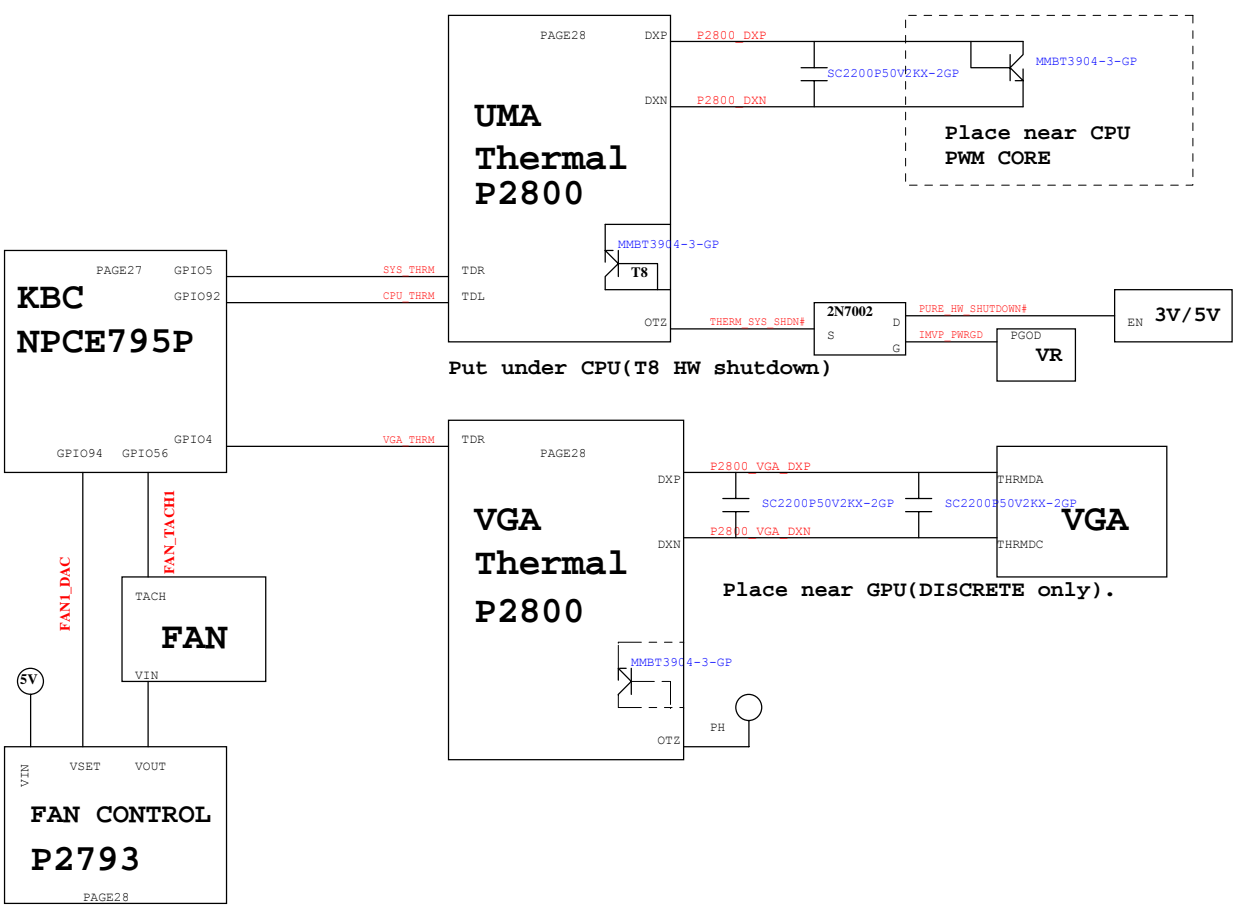 PAGE28
DXP
P2800_DXP
SC2200P50V2KX-2GP
MMBT3904-3-GP
DXN
P2800_DXN
UMA
Thermal
P2800
Place near CPU
PWM CORE
MMBT3904-3-GP
T8
KBC
NPCE795P
PAGE27
GPIO5
SYS_THRM
TDR
GPIO92
CPU_THRM
TDL
OTZ
THERM_SYS_SHDN#
2N7002
S
D
G
PURE_HW_SHUTDOWN#
EN
3V/5V
IMVP_PWRGD
PGOD
VR
Put under CPU(T8 HW shutdown)
GPIO4
VGA_THRM
TDR
PAGE28
GPIO94
GPIO56
DXP
P2800_VGA_DXP
SC2200P50V2KX-2GP
SC2200P50V2KX-2GP
THRMDA
VGA
THRMDC
DXN
P2800_VGA_DXN
VGA
Thermal
P2800
Place near GPU(DISCRETE only).
FAN1_DAC
FAN_TACH1
TACH
FAN
VIN
MMBT3904-3-GP
OTZ
PH
5V
VIN
VSET
VOUT
FAN CONTROL
P2793
PAGE28